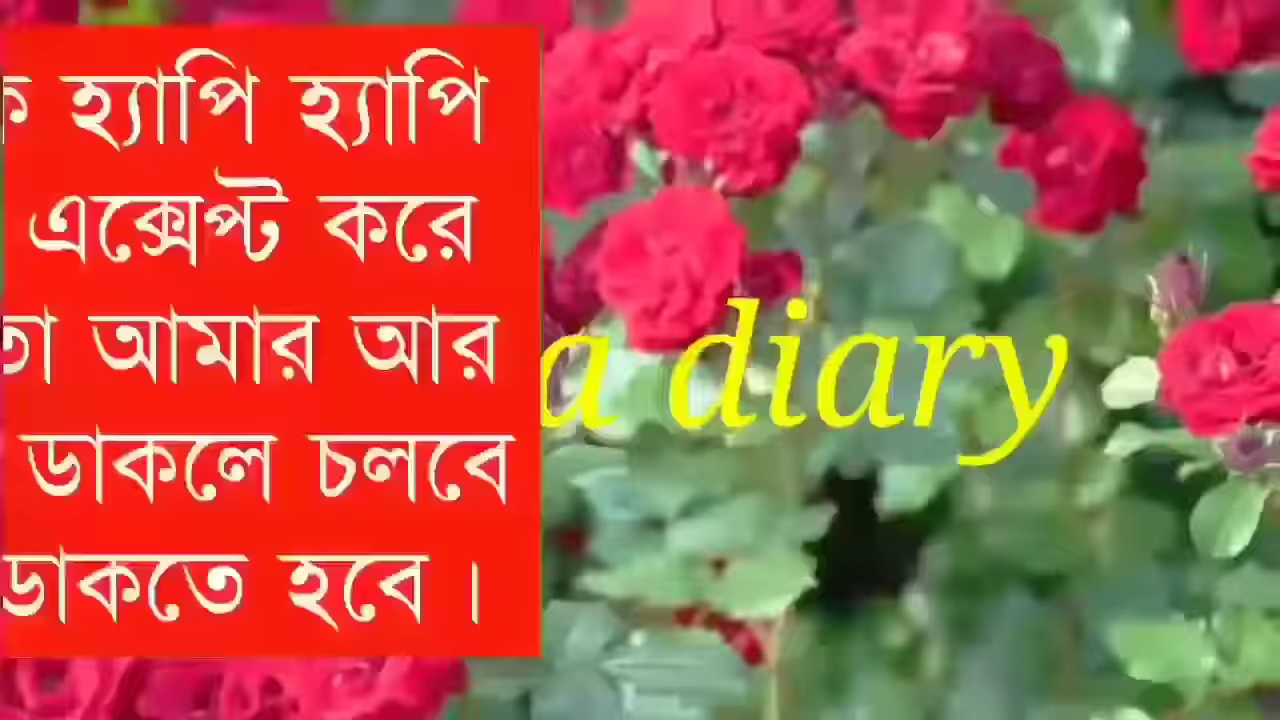 হ্যাপি হ্যাপি
এক্সেপ্ট করে
আমার আর
ডাকলে চলবে
ডাকতে হবে।
a diary